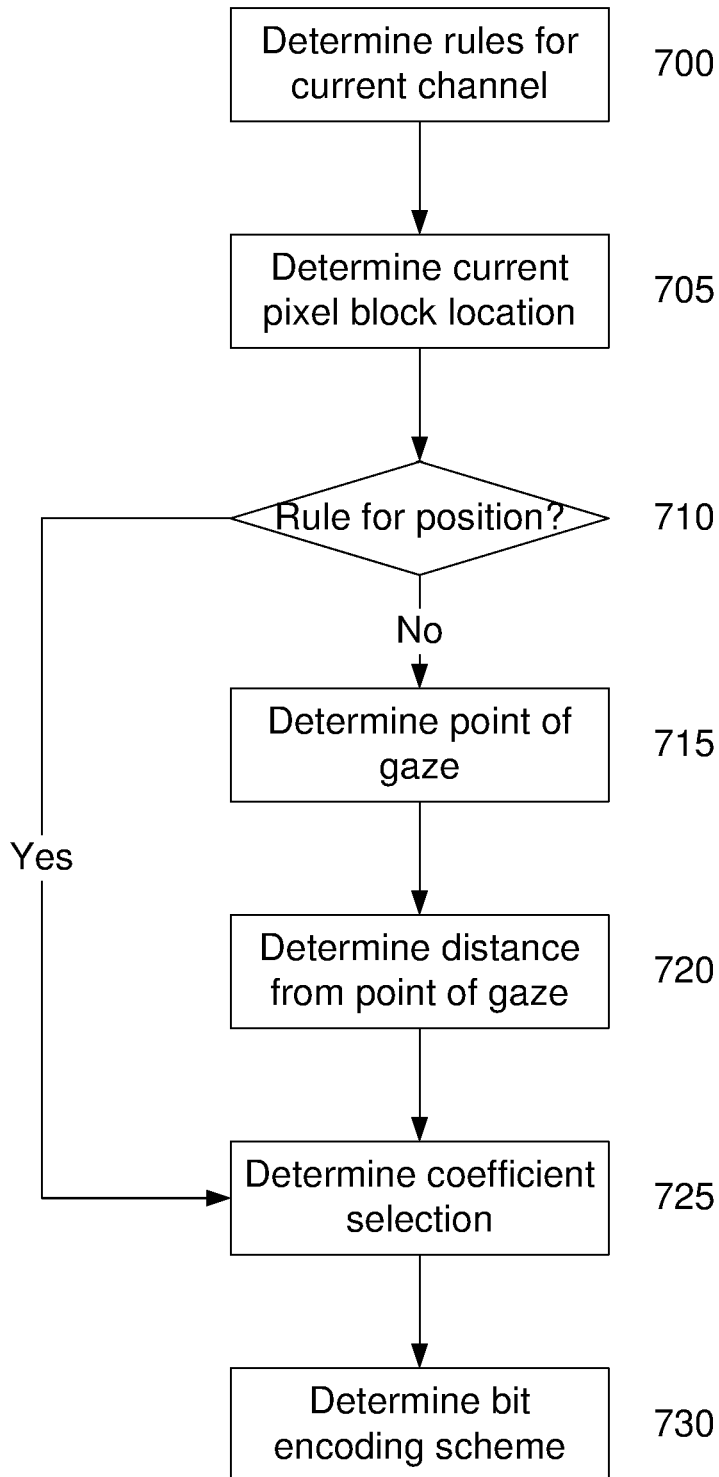 Determine rules for
current channel
700
Determine current
pixel block location
705
Rule for position?
710
No
Determine point of
gaze
715
Yes
Determine distance
from point of gaze
720
Determine coefficient
selection
725
Determine bit
encoding scheme
730